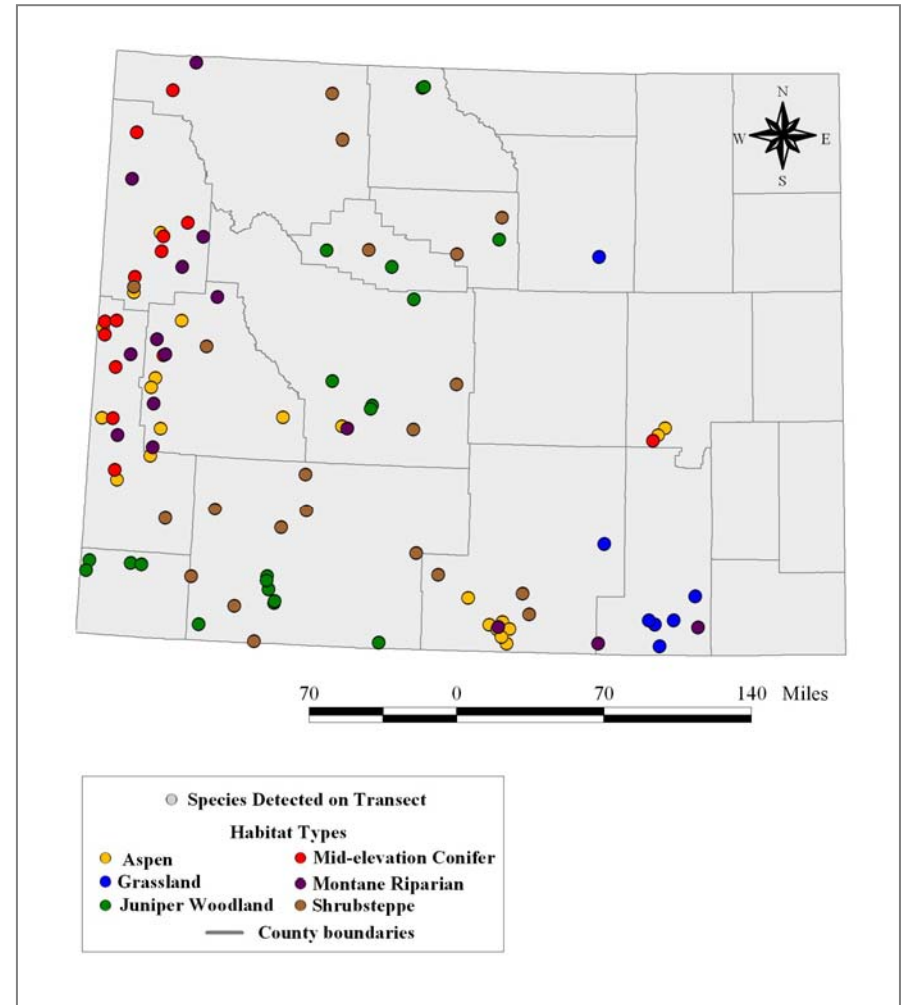 N
W E
S
70 0 70 140 Miles
Species Detected on Transect
Habitat Types
Aspen Mid-elevation Conifer
Grassland Montane Riparian
Juniper Woodland Shrubsteppe
County boundaries